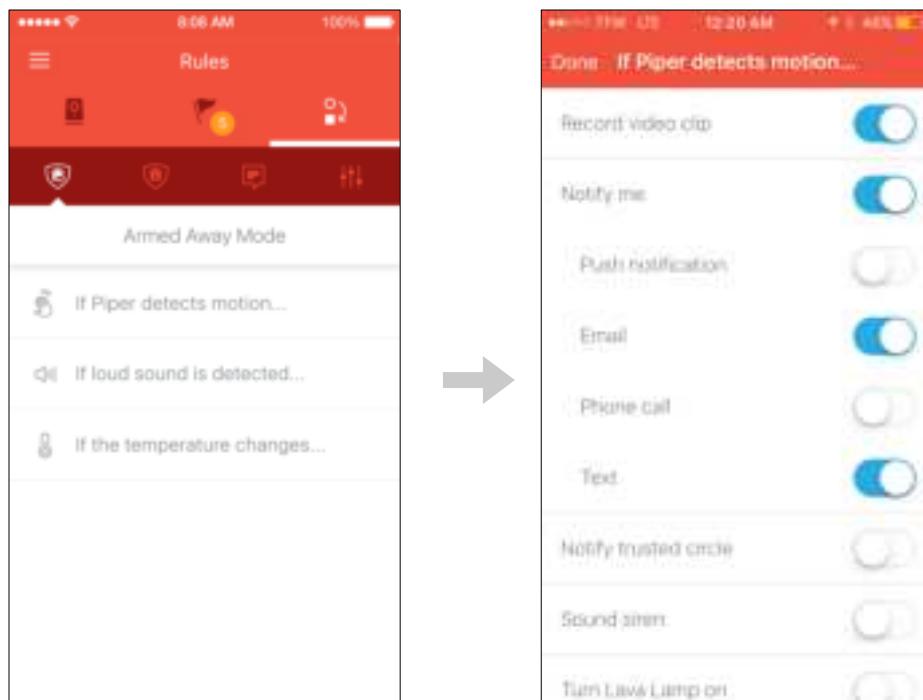 8:08 AM 100%
Rules
5
Armed Away Mode
If Piper detects motion...
If loud sound is detected...
If the temperature changes...
12:20 AM
Done If Piper detects motion...
Record video clip
Notify me
Push notification
Email
Phone call
Text
Notify trusted circle
Sound siren
Turn Lava Lamp on